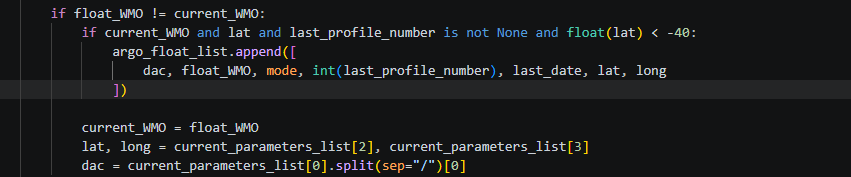 if float_WMO != current_WMO:
    if current_WMO and lat and last_profile_number is not None and float(lat) < -40:
        argo_float_list.append([
            dac, float_WMO, mode, int(last_profile_number), last_date, lat, long
        ])
    current_WMO = float_WMO
    lat, long = current_parameters_list[2], current_parameters_list[3]
    dac = current_parameters_list[0].split(sep="/")[0]